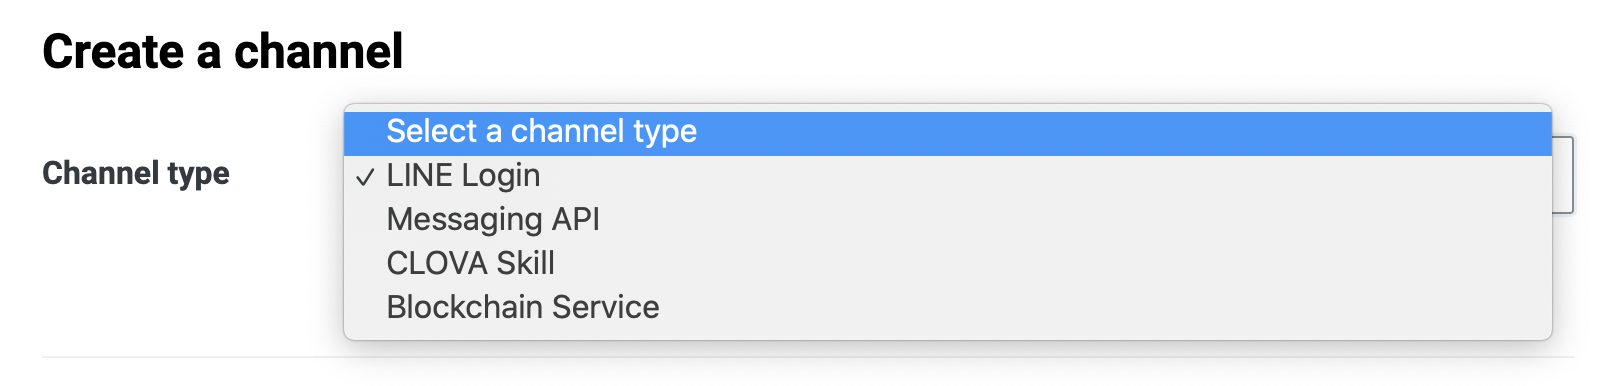 Create a channel
Channel type
Select a channel type
✓ LINE Login
Messaging API
CLOVA Skill
Blockchain Service